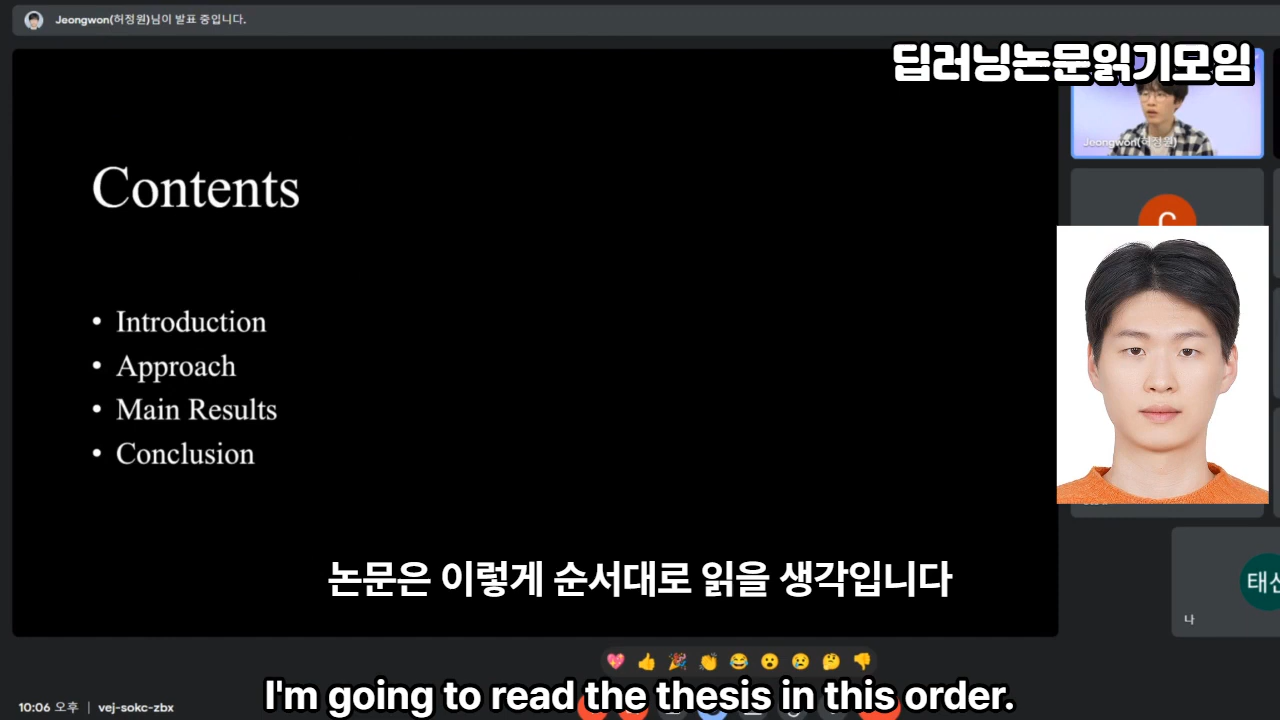 Jeongwon(허정원)님이 발표 중입니다.
딥러닝논문읽기모임
Jeongwon(허정원)
Contents
• Introduction
• Approach
• Main Results
• Conclusion
태신
나
논문은 이렇게 순서대로 읽을 생각입니다
I'm going to read the thesis in this order.
10:06 오후 | vej-sokc-zbx